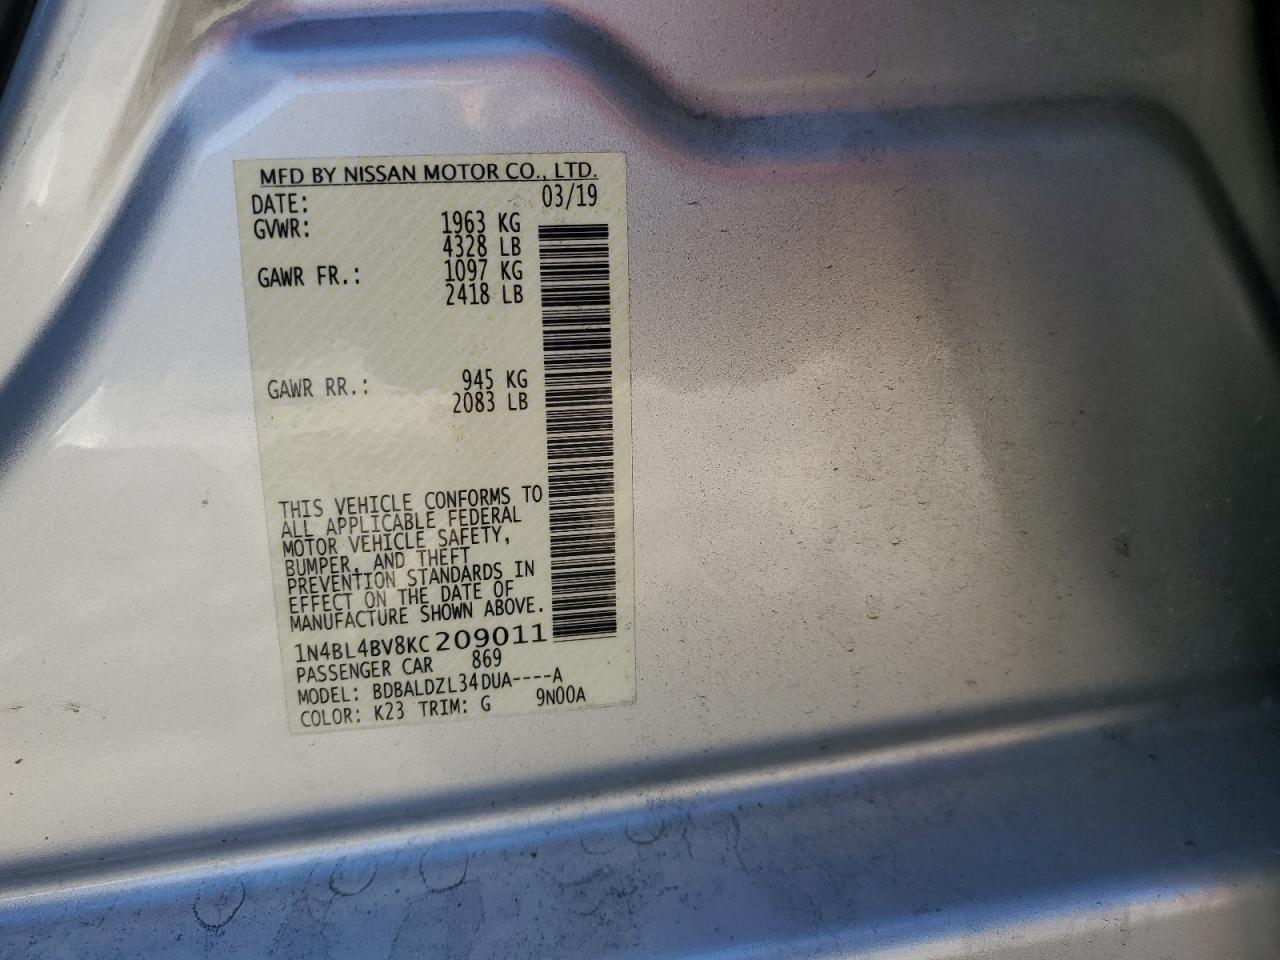 MFD BY NISSAN MOTOR CO., LTD.
DATE: 03/19
GVWR: 1963 KG
4328 LB
GAWR FR.: 1097 KG
2418 LB
GAWR RR.: 945 KG
2083 LB
THIS VEHICLE CONFORMS TO
ALL APPLICABLE FEDERAL
MOTOR VEHICLE SAFETY,
BUMPER, AND THEFT
PREVENTION STANDARDS IN
EFFECT ON THE DATE OF
MANUFACTURE SHOWN ABOVE.
1N4BL4BV8KC209011
PASSENGER CAR 869
MODEL: BDBALDZL34DUA----A
COLOR: K23 TRIM: G 9N00A